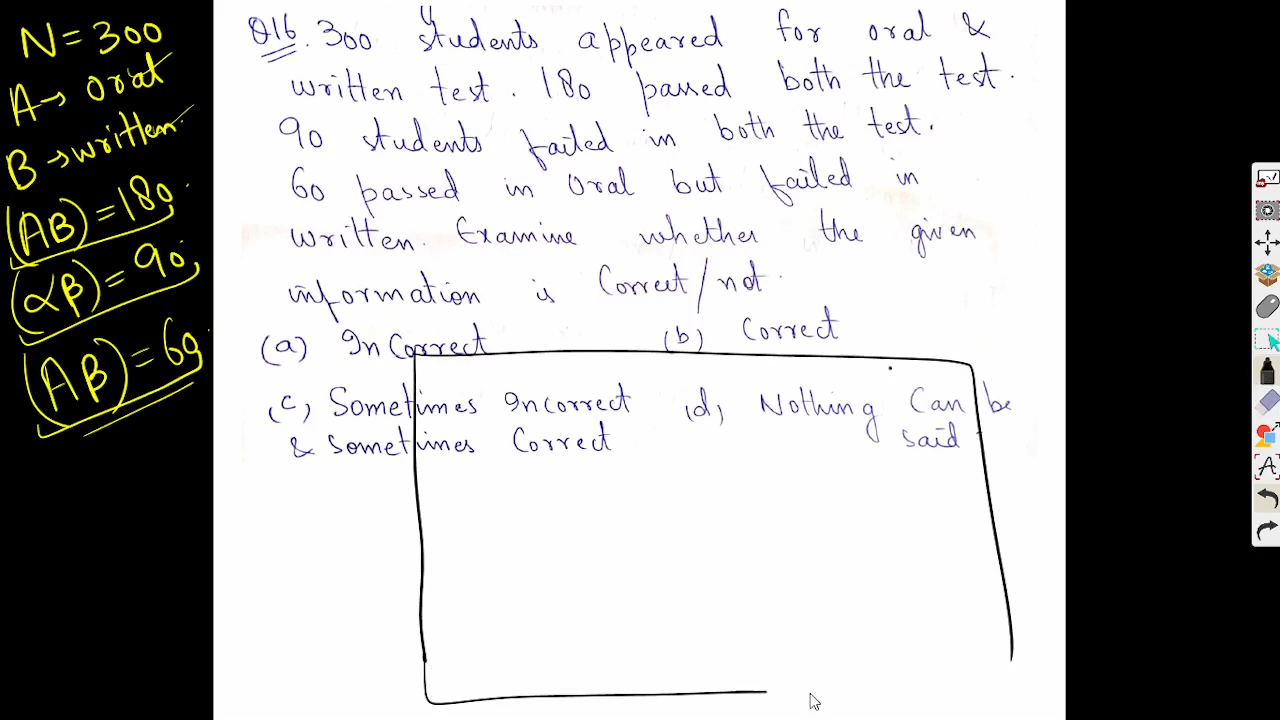 N = 300
A → oral
B → written
(AB) = 180
(αβ) = 90
(Aβ) = 60
Q16. 300 students appeared for oral &
written test. 180 passed both the test.
90 students failed in both the test.
60 passed in oral but failed in
written. Examine whether the given
information is Correct/not.
(a) InCorrect (b) Correct
(c) Sometimes Incorrect (d) Nothing Can be
& sometimes Correct said